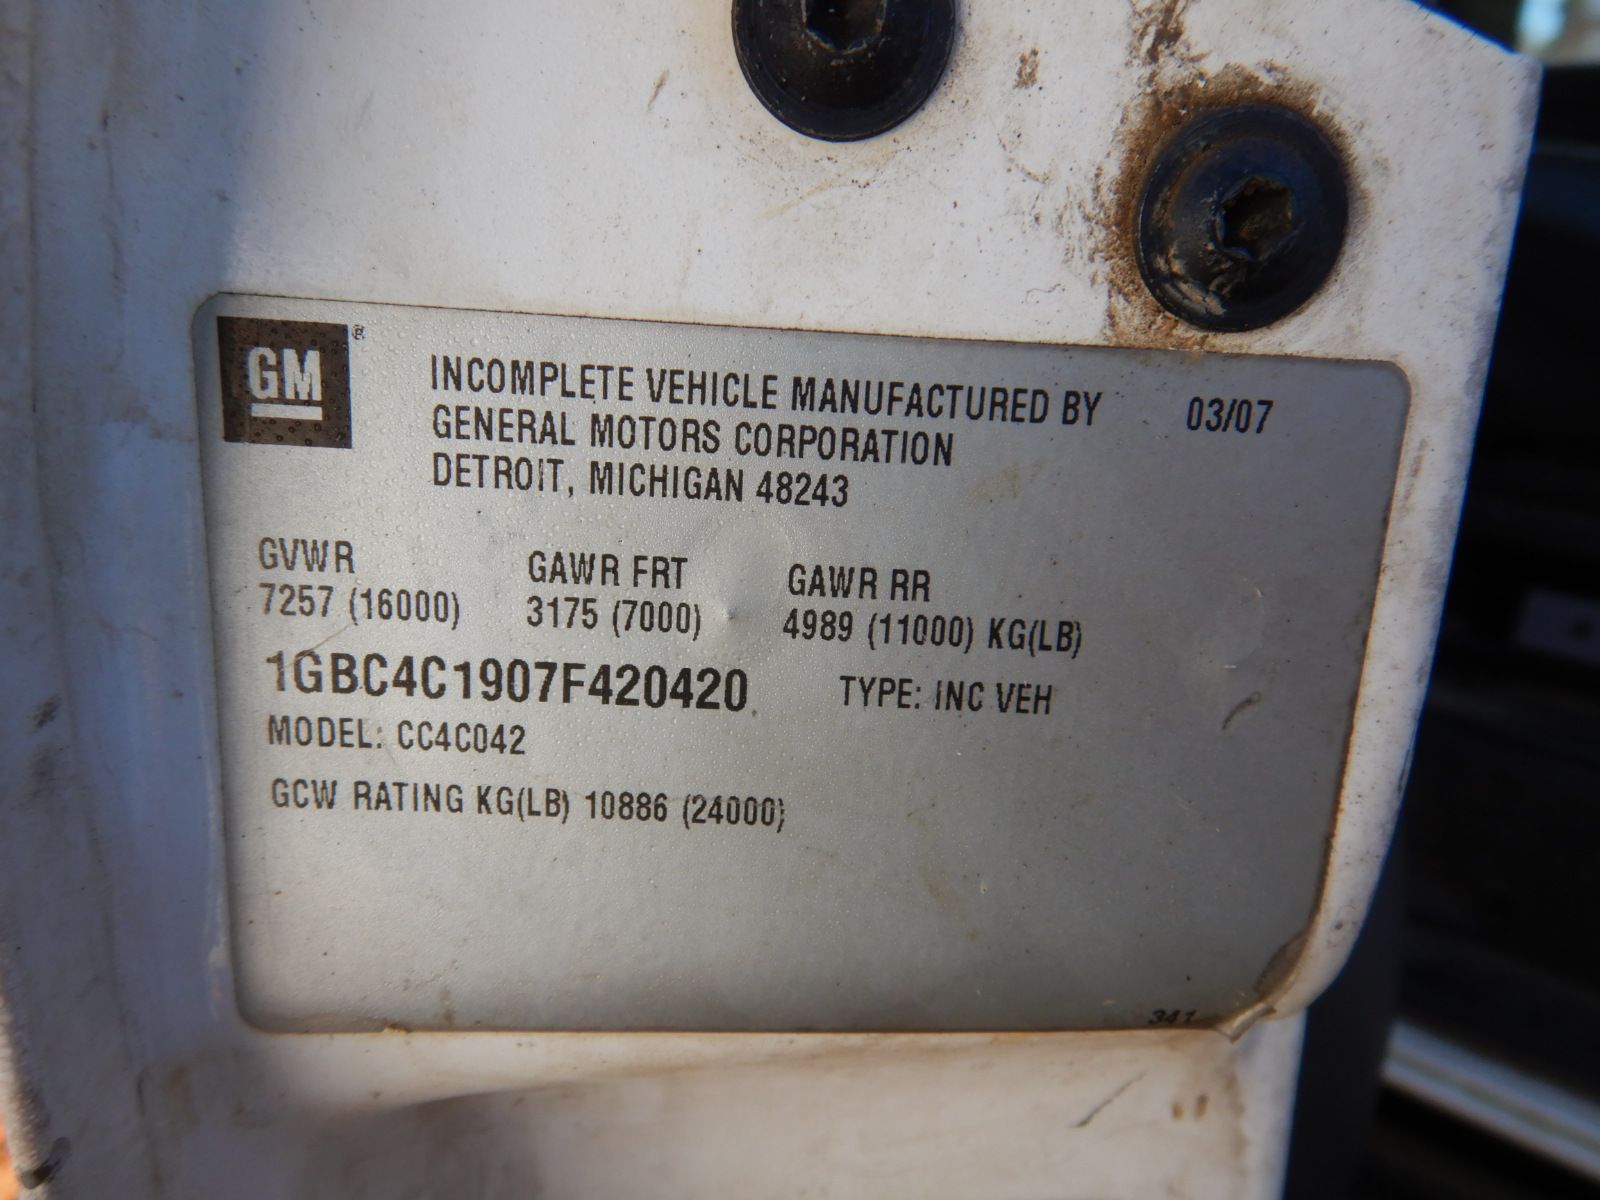 GM ®
INCOMPLETE VEHICLE MANUFACTURED BY 03/07
GENERAL MOTORS CORPORATION
DETROIT, MICHIGAN 48243
GVWR GAWR FRT GAWR RR
7257 (16000) 3175 (7000) 4989 (11000) KG(LB)
1GBC4C1907F420420 TYPE: INC VEH
MODEL: CC4C042
GCW RATING KG(LB) 10886 (24000)
341